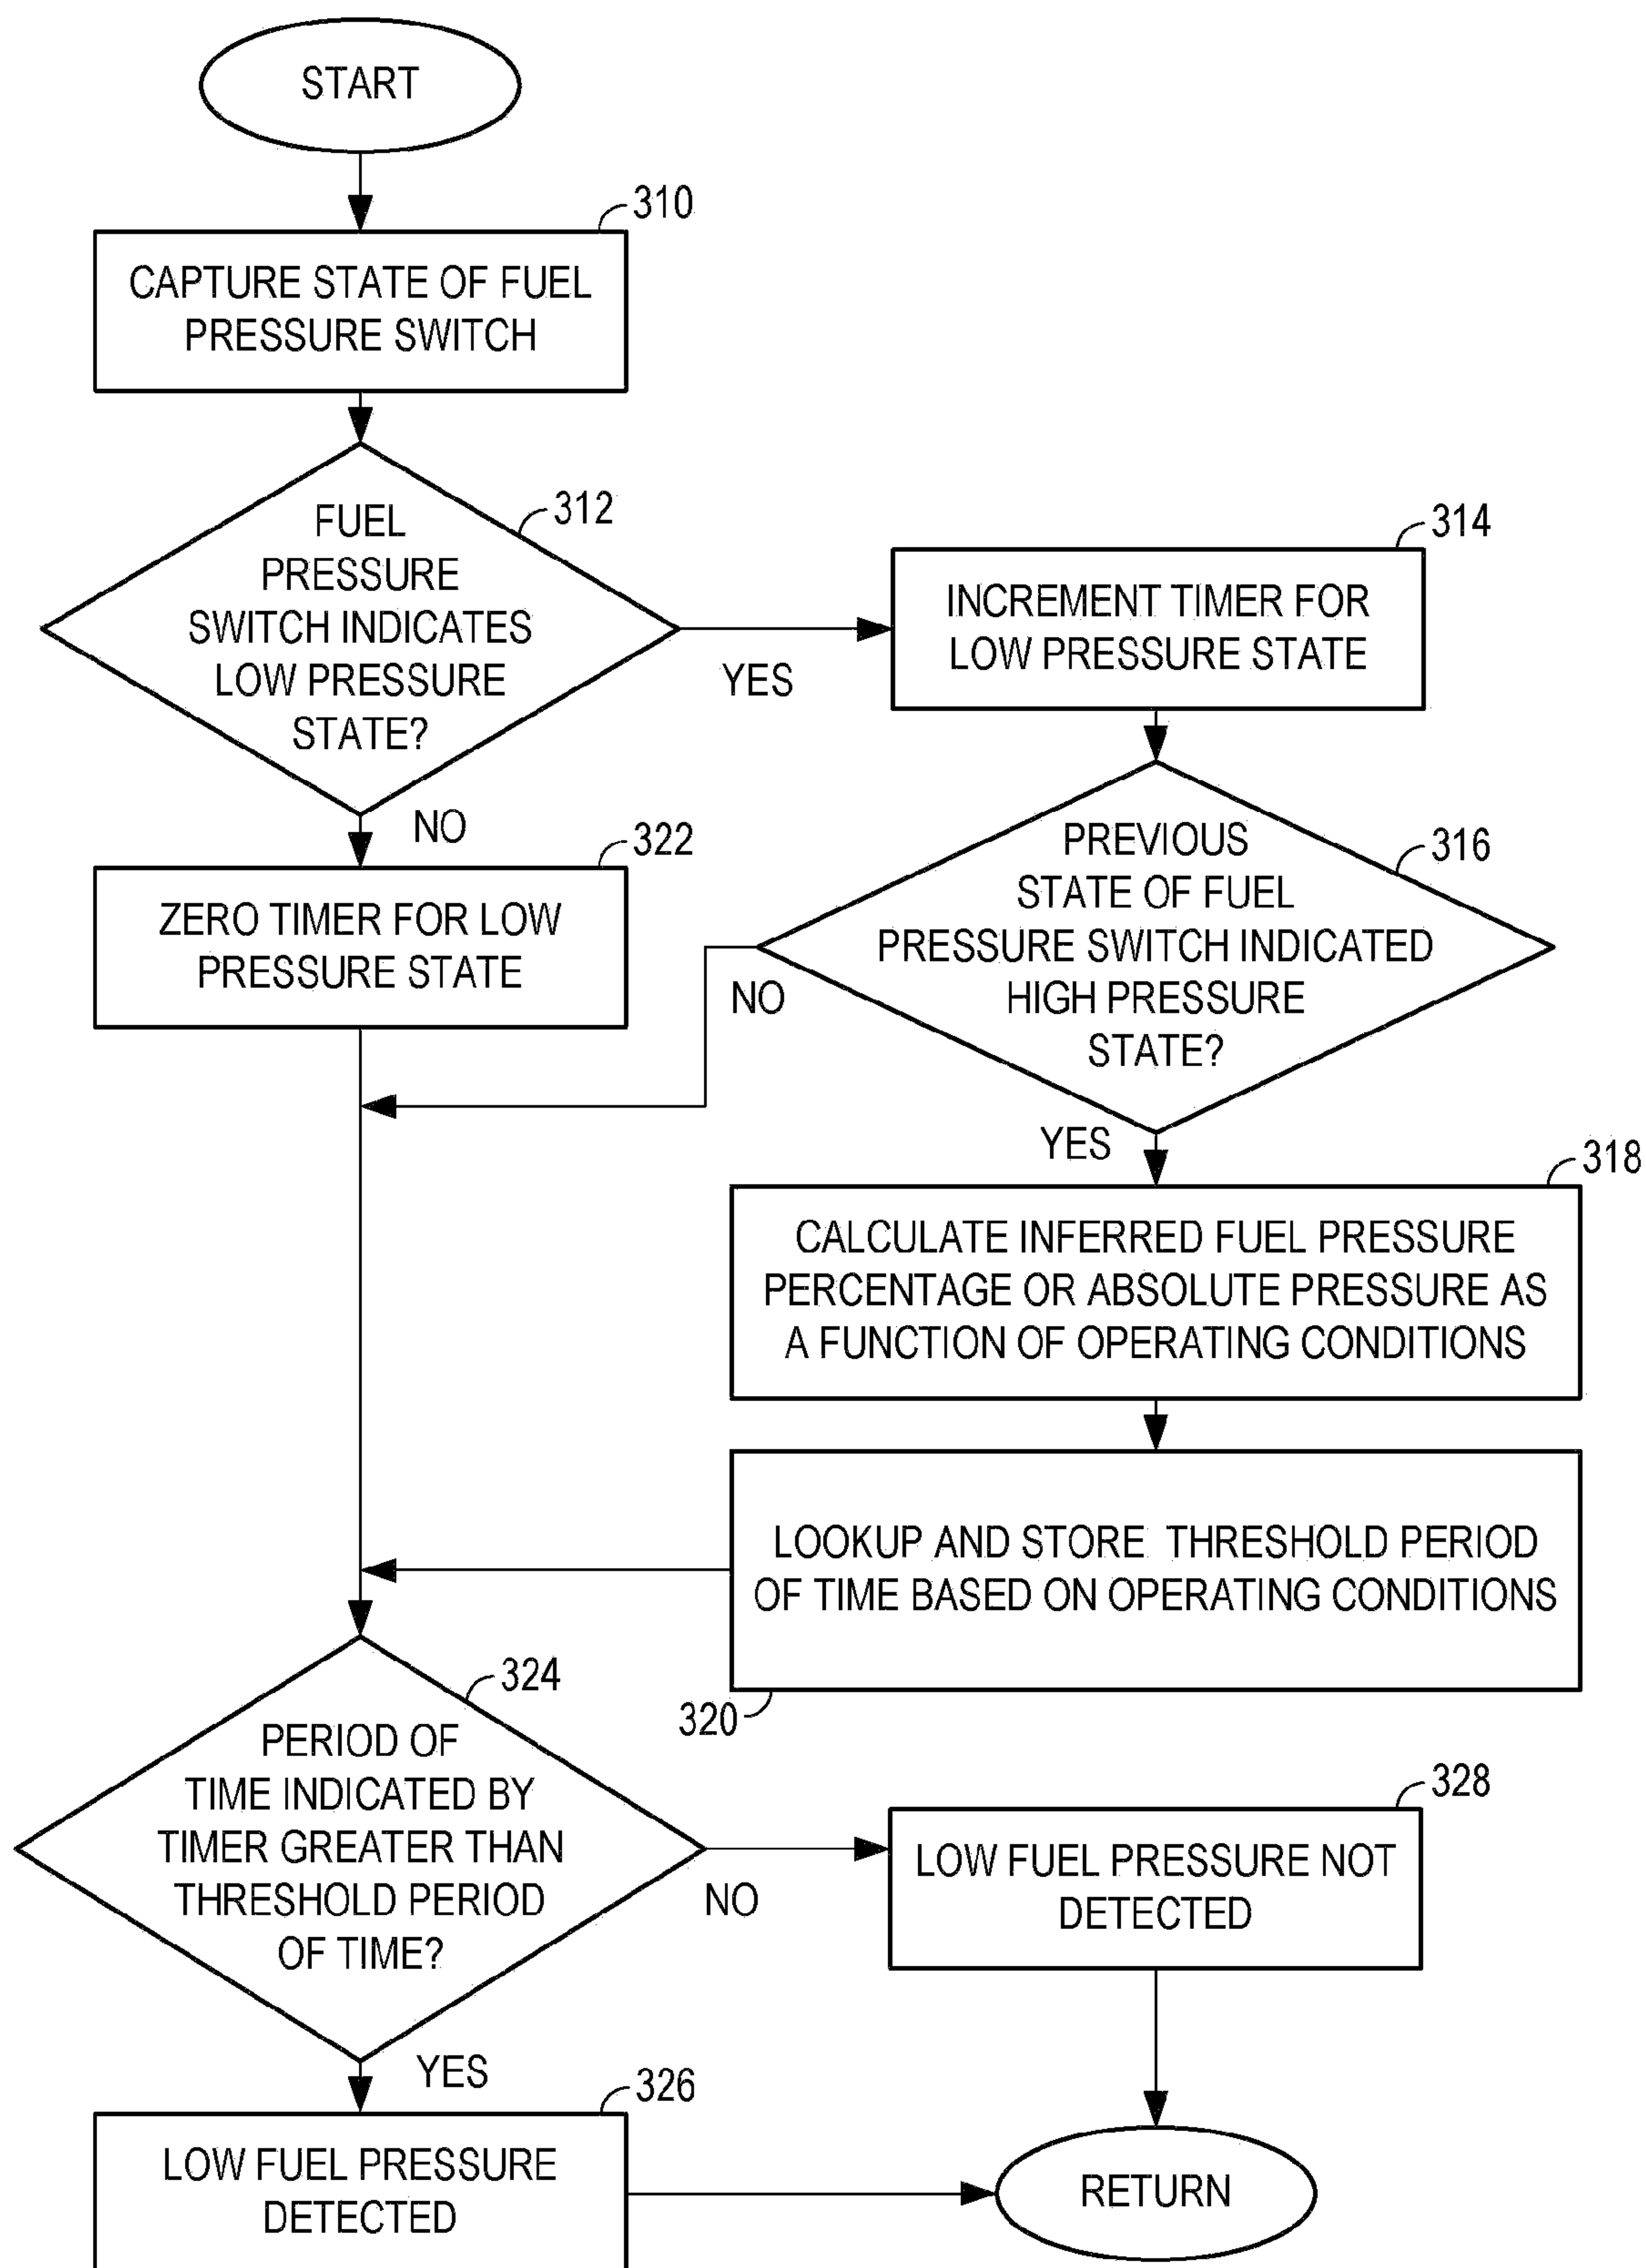 START
310
CAPTURE STATE OF FUEL
PRESSURE SWITCH
312
FUEL
PRESSURE
SWITCH INDICATES
LOW PRESSURE
STATE?
YES
NO
314
INCREMENT TIMER FOR
LOW PRESSURE STATE
316
PREVIOUS
STATE OF FUEL
PRESSURE SWITCH INDICATED
HIGH PRESSURE
STATE?
NO
YES
322
ZERO TIMER FOR LOW
PRESSURE STATE
318
CALCULATE INFERRED FUEL PRESSURE
PERCENTAGE OR ABSOLUTE PRESSURE AS
A FUNCTION OF OPERATING CONDITIONS
LOOKUP AND STORE THRESHOLD PERIOD
OF TIME BASED ON OPERATING CONDITIONS
320
324
PERIOD OF
TIME INDICATED BY
TIMER GREATER THAN
THRESHOLD PERIOD
OF TIME?
NO
YES
328
LOW FUEL PRESSURE NOT
DETECTED
326
LOW FUEL PRESSURE
DETECTED
RETURN